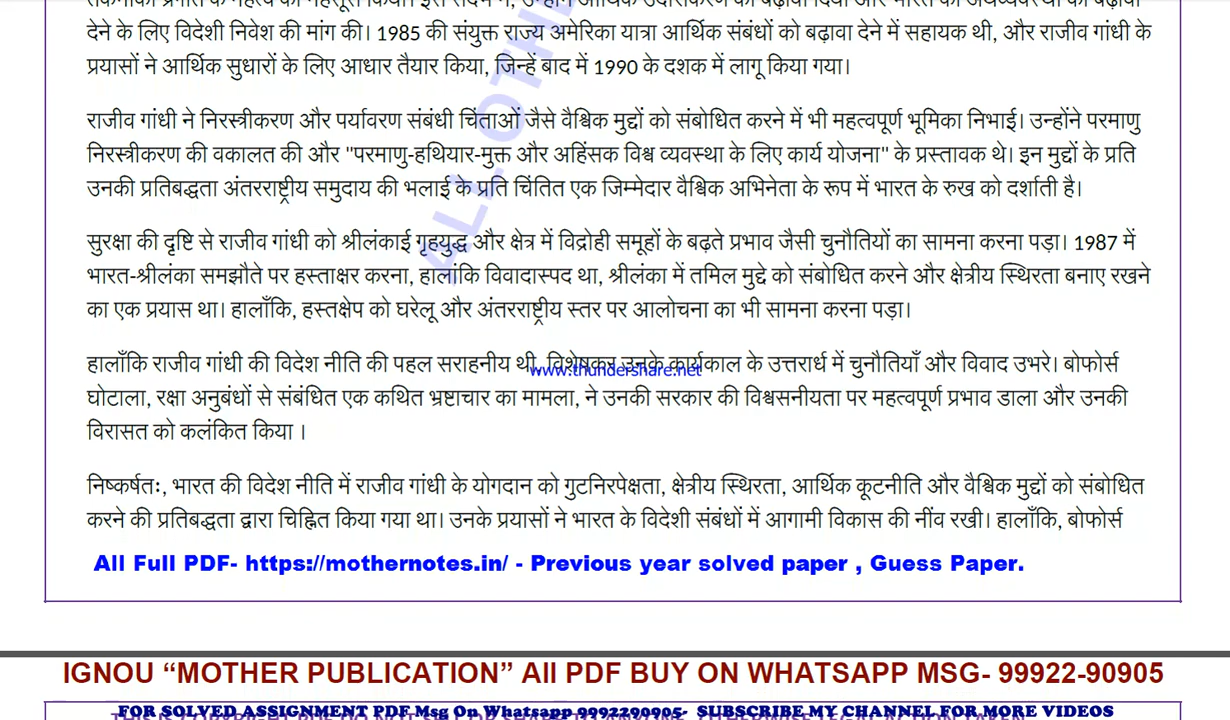 देने के लिए विदेशी निवेश की मांग की। 1985 की संयुक्त राज्य अमेरिका यात्रा आर्थिक संबंधों को बढ़ावा देने में सहायक थी, और राजीव गांधी के
प्रयासों ने आर्थिक सुधारों के लिए आधार तैयार किया, जिन्हें बाद में 1990 के दशक में लागू किया गया।
राजीव गांधी ने निरस्त्रीकरण और पर्यावरण संबंधी चिंताओं जैसे वैश्विक मुद्दों को संबोधित करने में भी महत्वपूर्ण भूमिका निभाई। उन्होंने परमाणु
निरस्त्रीकरण की वकालत की और "परमाणु-हथियार-मुक्त और अहिंसक विश्व व्यवस्था के लिए कार्य योजना" के प्रस्तावक थे। इन मुद्दों के प्रति
उनकी प्रतिबद्धता अंतरराष्ट्रीय समुदाय की भलाई के प्रति चिंतित एक जिम्मेदार वैश्विक अभिनेता के रूप में भारत के रुख को दर्शाती है।
सुरक्षा की दृष्टि से राजीव गांधी को श्रीलंकाई गृहयुद्ध और क्षेत्र में विद्रोही समूहों के बढ़ते प्रभाव जैसी चुनौतियों का सामना करना पड़ा। 1987 में
भारत-श्रीलंका समझौते पर हस्ताक्षर करना, हालांकि विवादास्पद था, श्रीलंका में तमिल मुद्दे को संबोधित करने और क्षेत्रीय स्थिरता बनाए रखने
का एक प्रयास था। हालाँकि, हस्तक्षेप को घरेलू और अंतरराष्ट्रीय स्तर पर आलोचना का भी सामना करना पड़ा।
हालाँकि राजीव गांधी की विदेश नीति की पहल सराहनीय थी, विशेषकर उनके कार्यकाल के उत्तरार्ध में चुनौतियाँ और विवाद उभरे। बोफोर्स
www.thundershare.net
घोटाला, रक्षा अनुबंधों से संबंधित एक कथित भ्रष्टाचार का मामला, ने उनकी सरकार की विश्वसनीयता पर महत्वपूर्ण प्रभाव डाला और उनकी
विरासत को कलंकित किया ।
निष्कर्षतः, भारत की विदेश नीति में राजीव गांधी के योगदान को गुटनिरपेक्षता, क्षेत्रीय स्थिरता, आर्थिक कूटनीति और वैश्विक मुद्दों को संबोधित
करने की प्रतिबद्धता द्वारा चिह्नित किया गया था। उनके प्रयासों ने भारत के विदेशी संबंधों में आगामी विकास की नींव रखी। हालाँकि, बोफोर्स
All Full PDF- https://mothernotes.in/ - Previous year solved paper , Guess Paper.
IGNOU “MOTHER PUBLICATION” All PDF BUY ON WHATSAPP MSG- 99922-90905
FOR SOLVED ASSIGNMENT PDF Msg On Whatsapp 9992290905- SUBSCRIBE MY CHANNEL FOR MORE VIDEOS
ALL OTHE